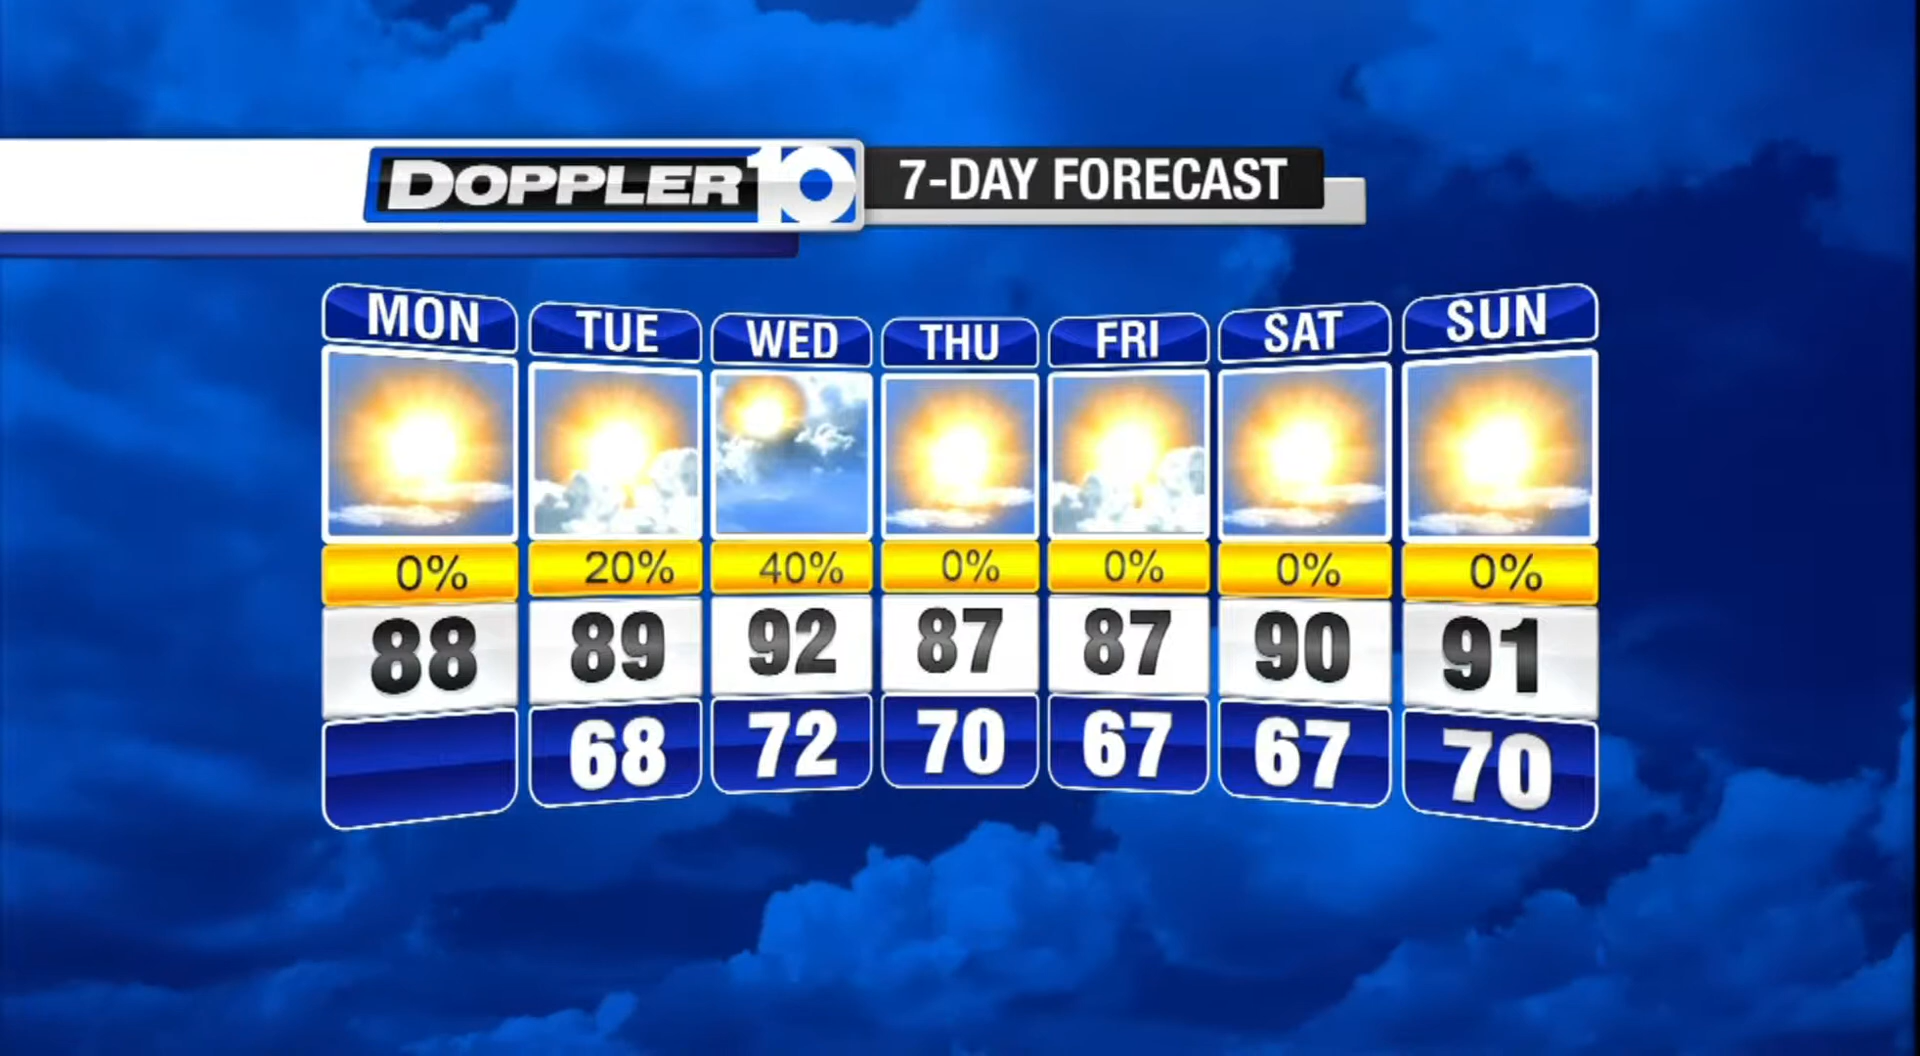 DOPPLER 10 7-DAY FORECAST
MON TUE WED THU FRI SAT SUN
0% 20% 40% 0% 0% 0% 0%
88 89 92 87 87 90 91
68 72 70 67 67 70